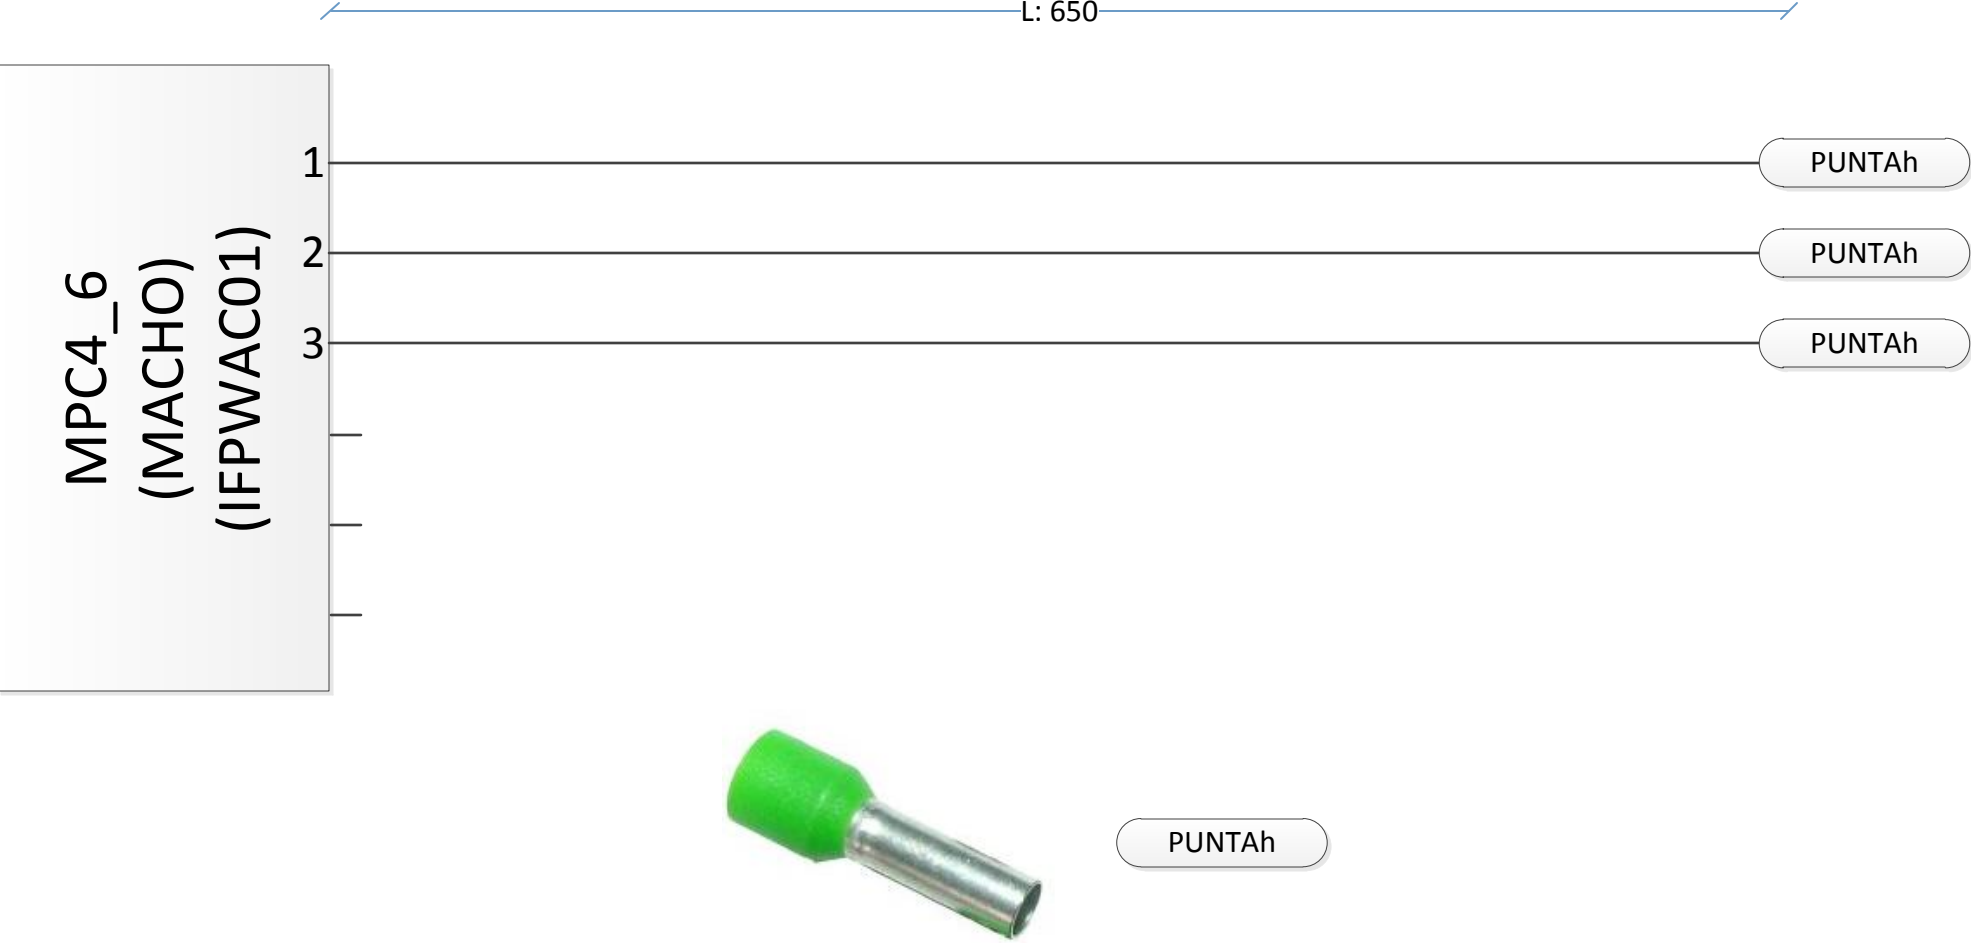 L: 650
MPC4_6
(MACHO)
(IFPWAC01)
1
PUNTAh
2
PUNTAh
3
PUNTAh
PUNTAh